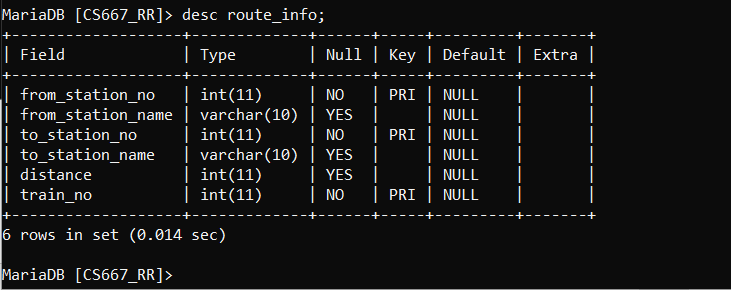 MariaDB [CS667_RR]> desc route_info;
+-------------------+-------------+------+-----+---------+-------+
| Field             | Type        | Null | Key | Default | Extra |
+-------------------+-------------+------+-----+---------+-------+
| from_station_no   | int(11)     | NO   | PRI | NULL    |       |
| from_station_name | varchar(10) | YES  |     | NULL    |       |
| to_station_no     | int(11)     | NO   | PRI | NULL    |       |
| to_station_name   | varchar(10) | YES  |     | NULL    |       |
| distance          | int(11)     | YES  |     | NULL    |       |
| train_no          | int(11)     | NO   | PRI | NULL    |       |
+-------------------+-------------+------+-----+---------+-------+
6 rows in set (0.014 sec)
MariaDB [CS667_RR]>